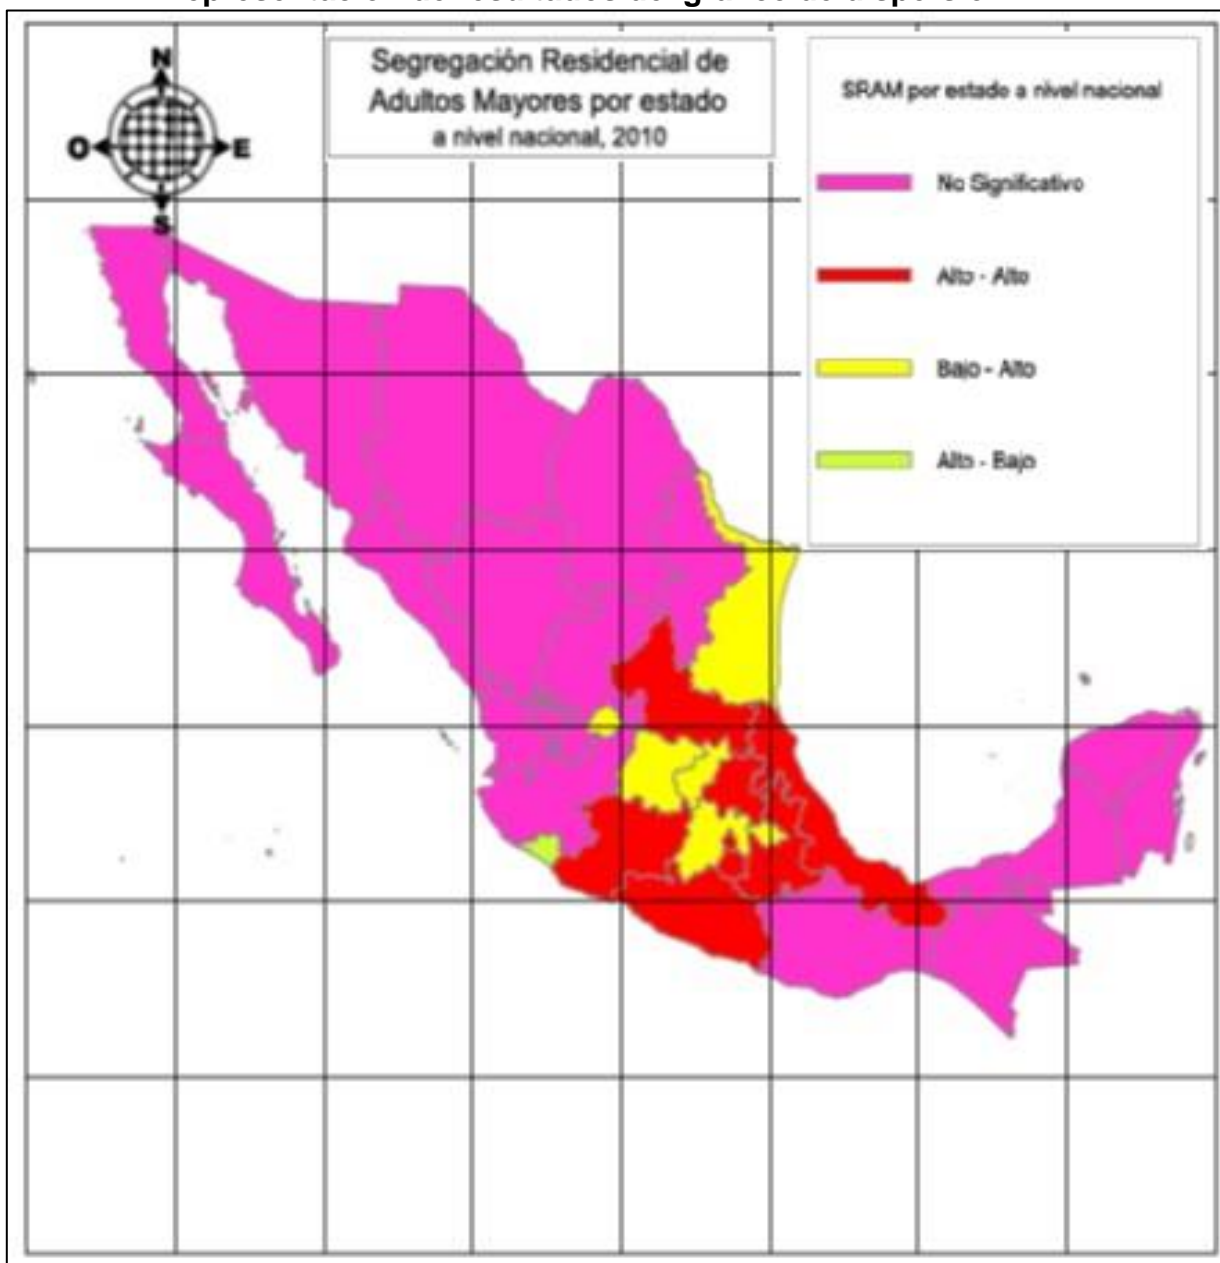 N
O
E
S
Segregación Residencial de
Adultos Mayores por estado
a nivel nacional, 2010
SRAM por estado a nivel nacional
No Significativo
Alto - Alto
Bajo - Alto
Alto - Bajo